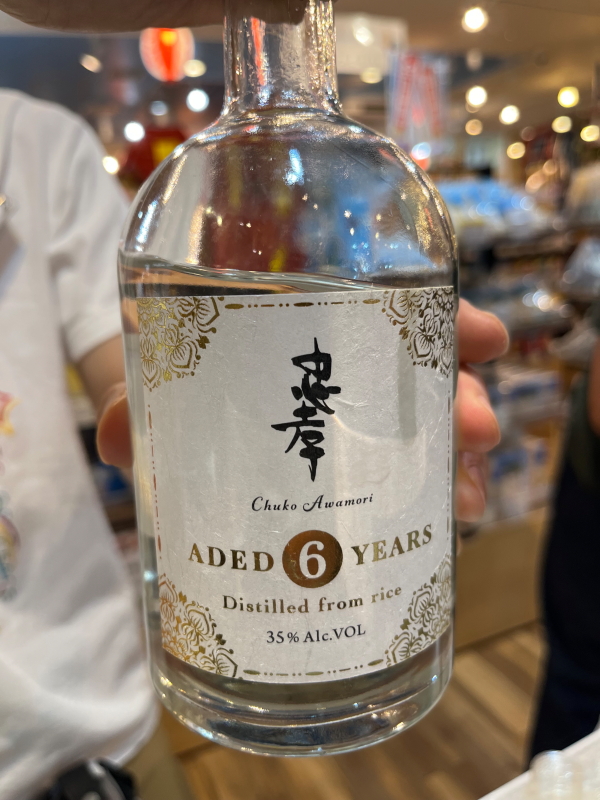 忠孝
Chuko Awamori
ADED 6 YEARS
Distilled from rice
35% Alc.VOL